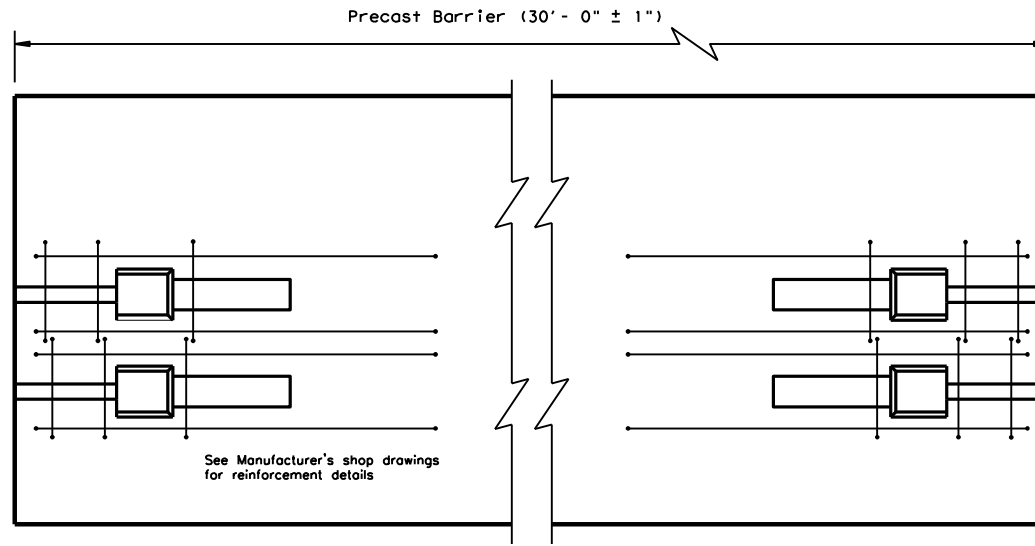 Precast Barrier (30'- 0" ± 1")
See Manufacturer's shop drawings
for reinforcement details